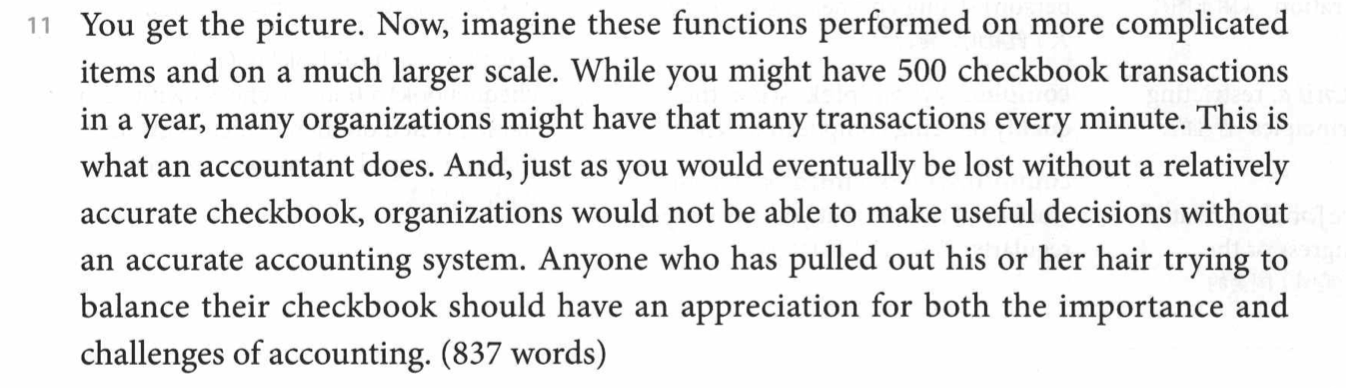 11 You get the picture. Now, imagine these functions performed on more complicated
items and on a much larger scale. While you might have 500 checkbook transactions
in a year, many organizations might have that many transactions every minute. This is
what an accountant does. And, just as you would eventually be lost without a relatively
accurate checkbook, organizations would not be able to make useful decisions without
an accurate accounting system. Anyone who has pulled out his or her hair trying to
balance their checkbook should have an appreciation for both the importance and
challenges of accounting. (837 words)